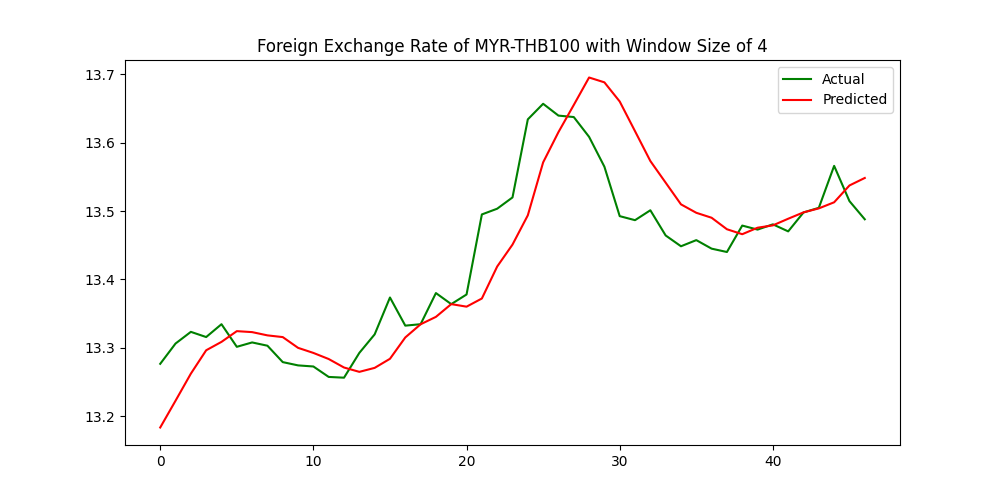 Foreign Exchange Rate of MYR-THB100 with Window Size of 4
Actual
Predicted
13.7
13.6
13.5
13.4
13.3
13.2
0 10 20 30 40